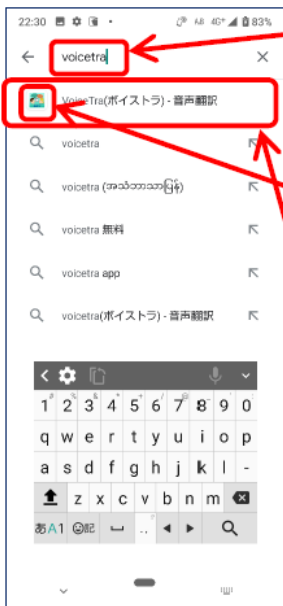 22:30 4G+ 83%
voicetra
VoiceTra(ボイストラ) - 音声翻訳
voicetra
voicetra (အသံဘာသာပြန်)
voicetra 無料
voicetra app
voicetra(ボイストラ) - 音声翻訳
1 2 3 4 5 6 7 8 9 0
q w e r t y u i o p
a s d f g h j k l -
z x c v b n m
あA1 記